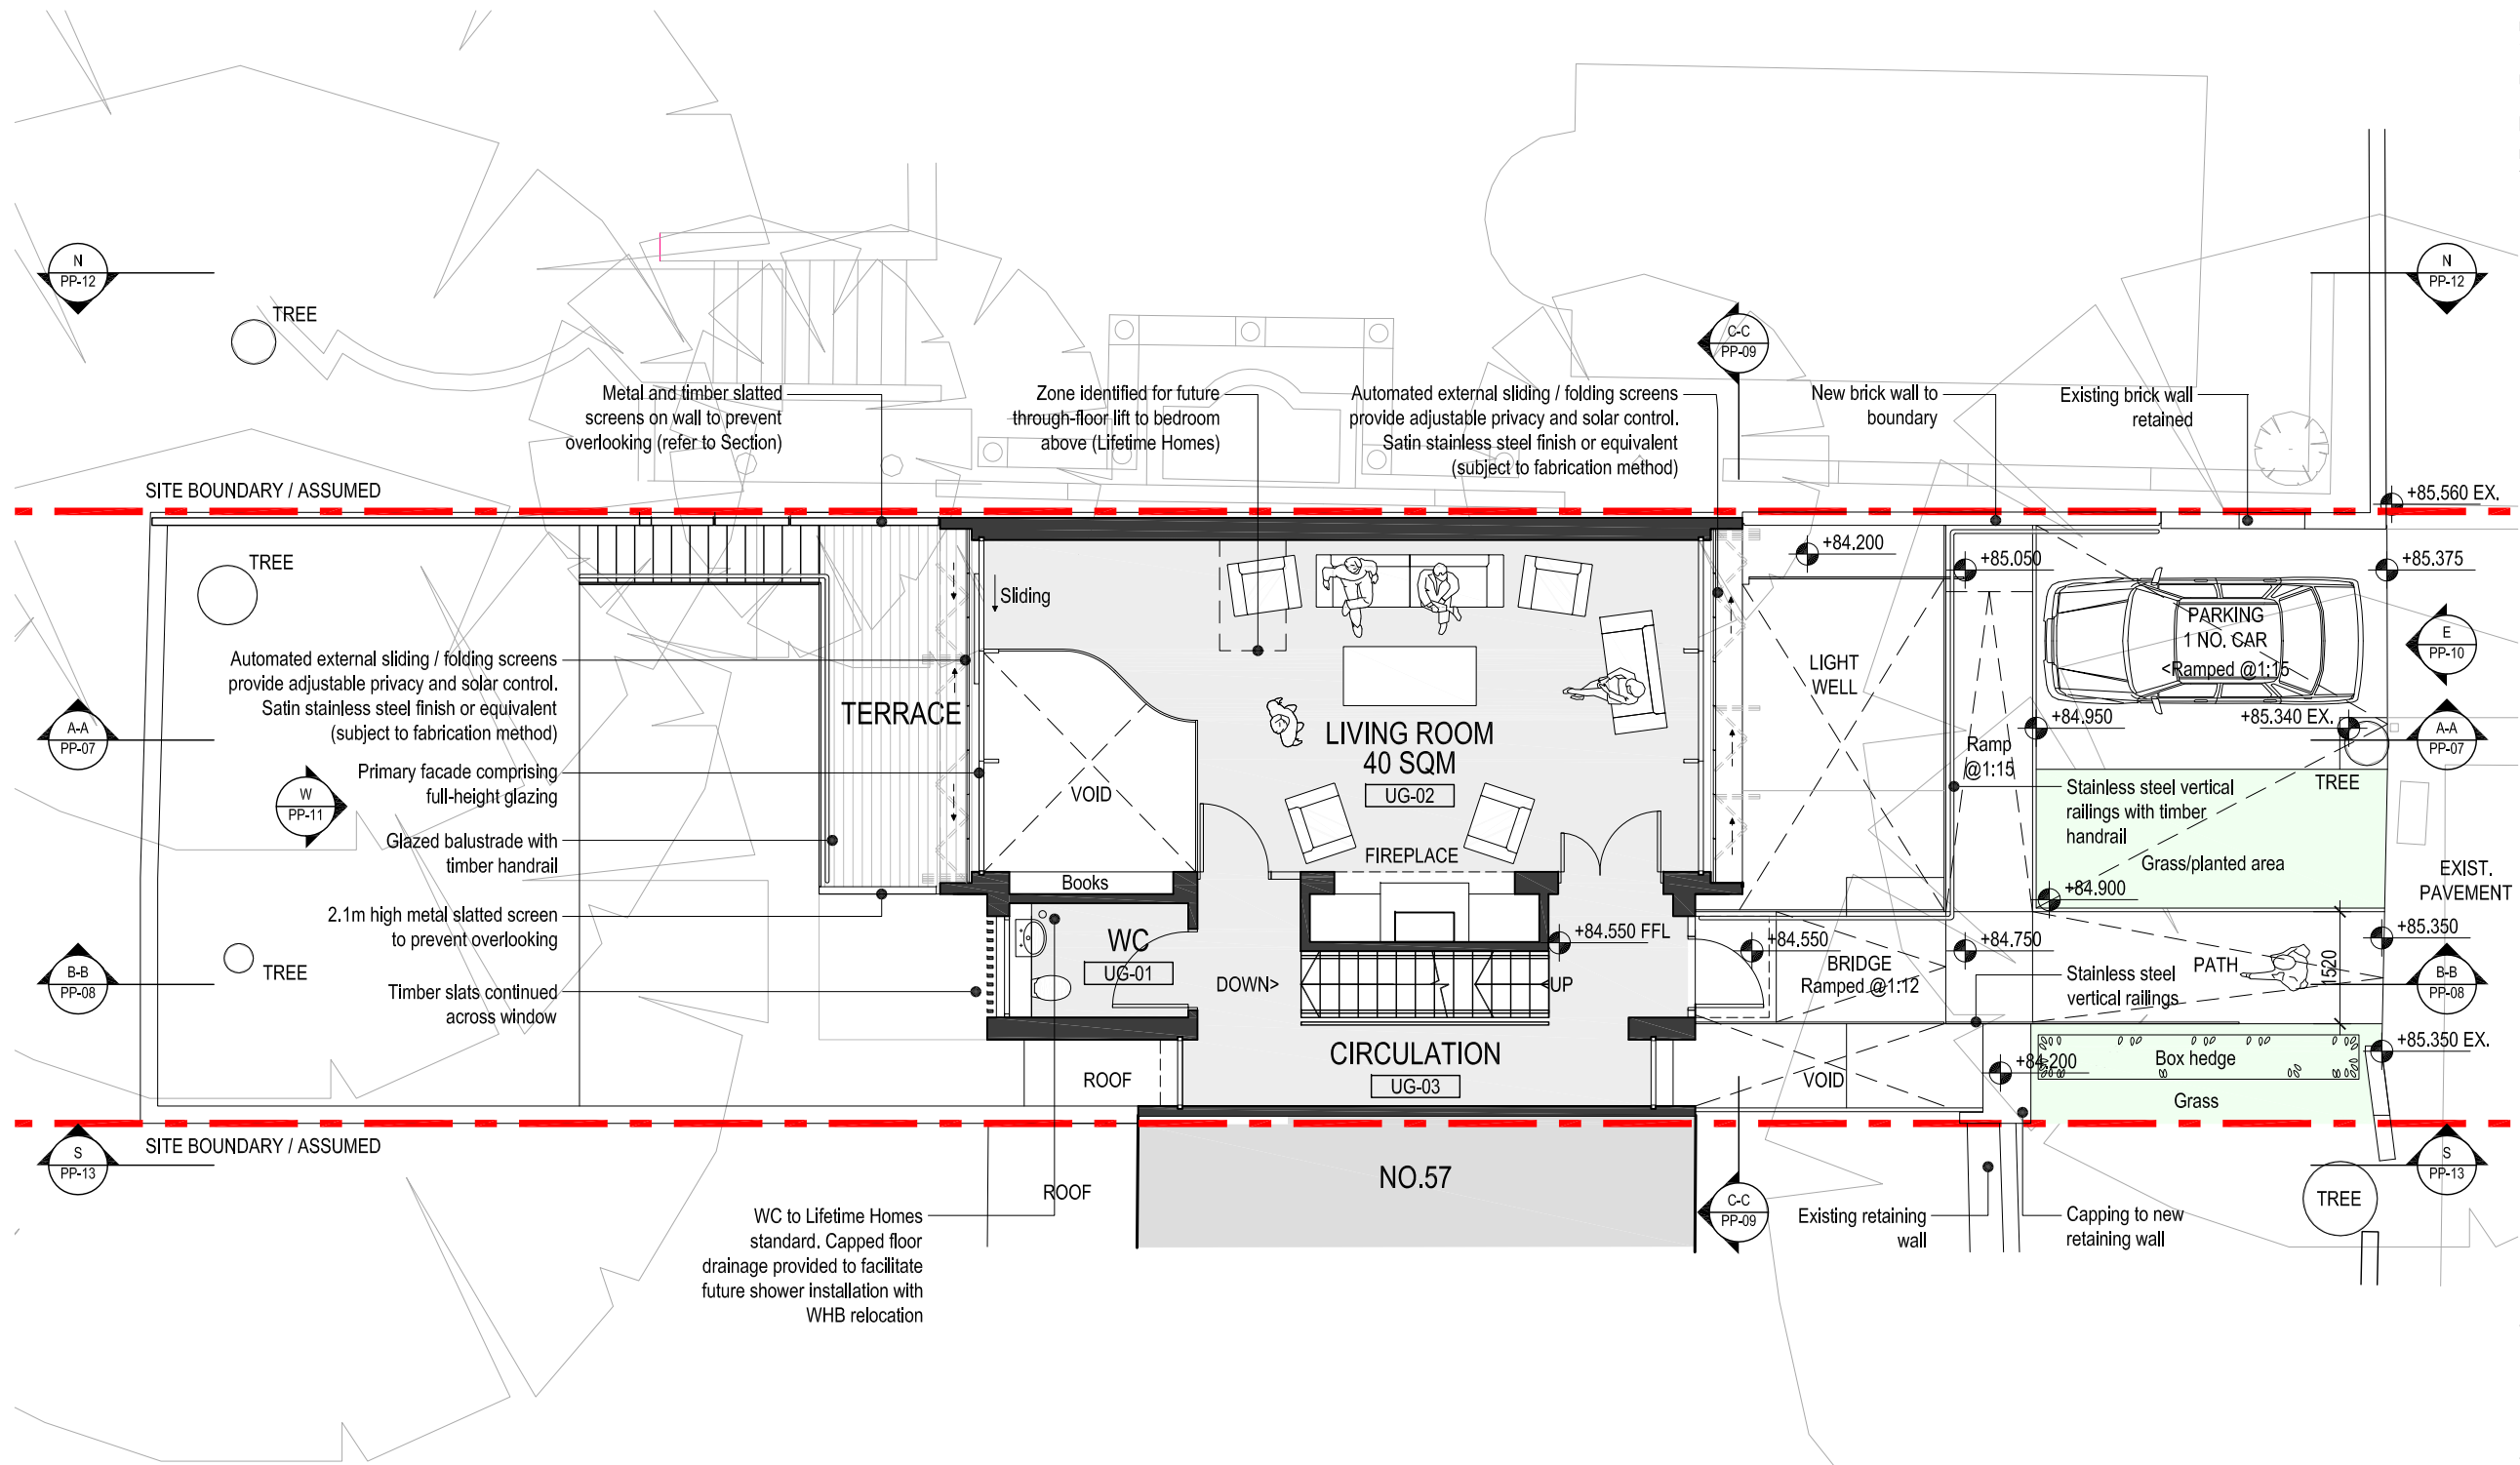 N
PP-12
N
PP-12
TREE
C-C
PP-09
Metal and timber slatted
screens on wall to prevent
overlooking (refer to Section)
Zone identified for future
through-floor lift to bedroom
above (Lifetime Homes)
Automated external sliding / folding screens
provide adjustable privacy and solar control.
Satin stainless steel finish or equivalent
(subject to fabrication method)
New brick wall to
boundary
Existing brick wall
retained
SITE BOUNDARY / ASSUMED
+85.560 EX.
TREE
+84.200
+85.050
+85.375
Sliding
PARKING
1 NO. CAR
<Ramped @1:15
E
PP-10
Automated external sliding / folding screens
provide adjustable privacy and solar control.
Satin stainless steel finish or equivalent
(subject to fabrication method)
LIGHT
WELL
TERRACE
A-A
PP-07
LIVING ROOM
40 SQM
UG-02
+84.950
+85.340 EX.
A-A
PP-07
Ramp
@1:15
Primary facade comprising
full-height glazing
W
PP-11
VOID
Stainless steel vertical
railings with timber
handrail
TREE
Glazed balustrade with
timber handrail
FIREPLACE
Grass/planted area
EXIST.
PAVEMENT
Books
+84.900
2.1m high metal slatted screen
to prevent overlooking
WC
UG-01
+84.550 FFL
+84.550
+84.750
+85.350
B-B
PP-08
TREE
BRIDGE
Ramped @1:12
PATH
1520
B-B
PP-08
Stainless steel
vertical railings
DOWN>
<UP
Timber slats continued
across window
CIRCULATION
UG-03
+85.350 EX.
ROOF
VOID
+84.200
Box hedge
Grass
SITE BOUNDARY / ASSUMED
S
PP-13
S
PP-13
NO.57
ROOF
TREE
C-C
PP-09
WC to Lifetime Homes
standard. Capped floor
drainage provided to facilitate
future shower installation with
WHB relocation
Existing retaining
wall
Capping to new
retaining wall